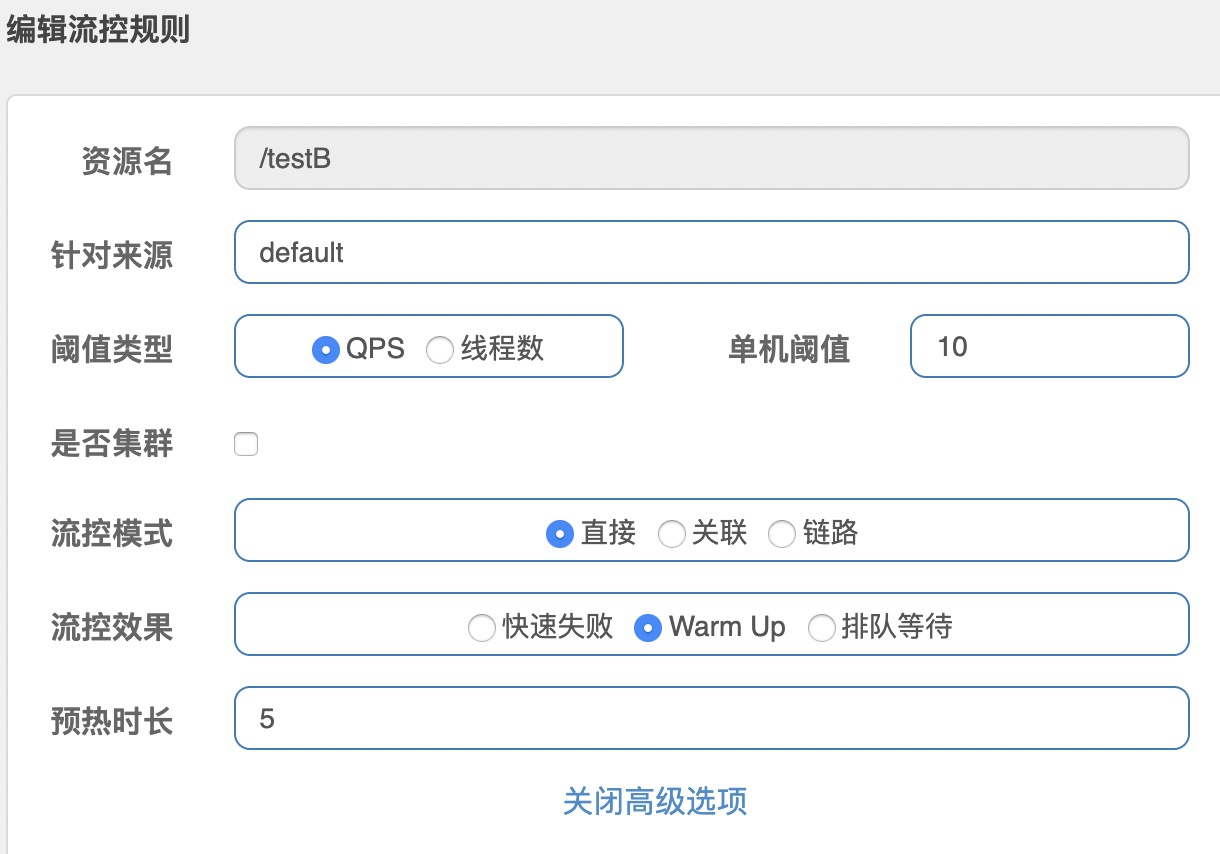 编辑流控规则
资源名 /testB
针对来源 default
阈值类型 QPS 线程数 单机阈值 10
是否集群
流控模式 直接 关联 链路
流控效果 快速失败 Warm Up 排队等待
预热时长 5
关闭高级选项